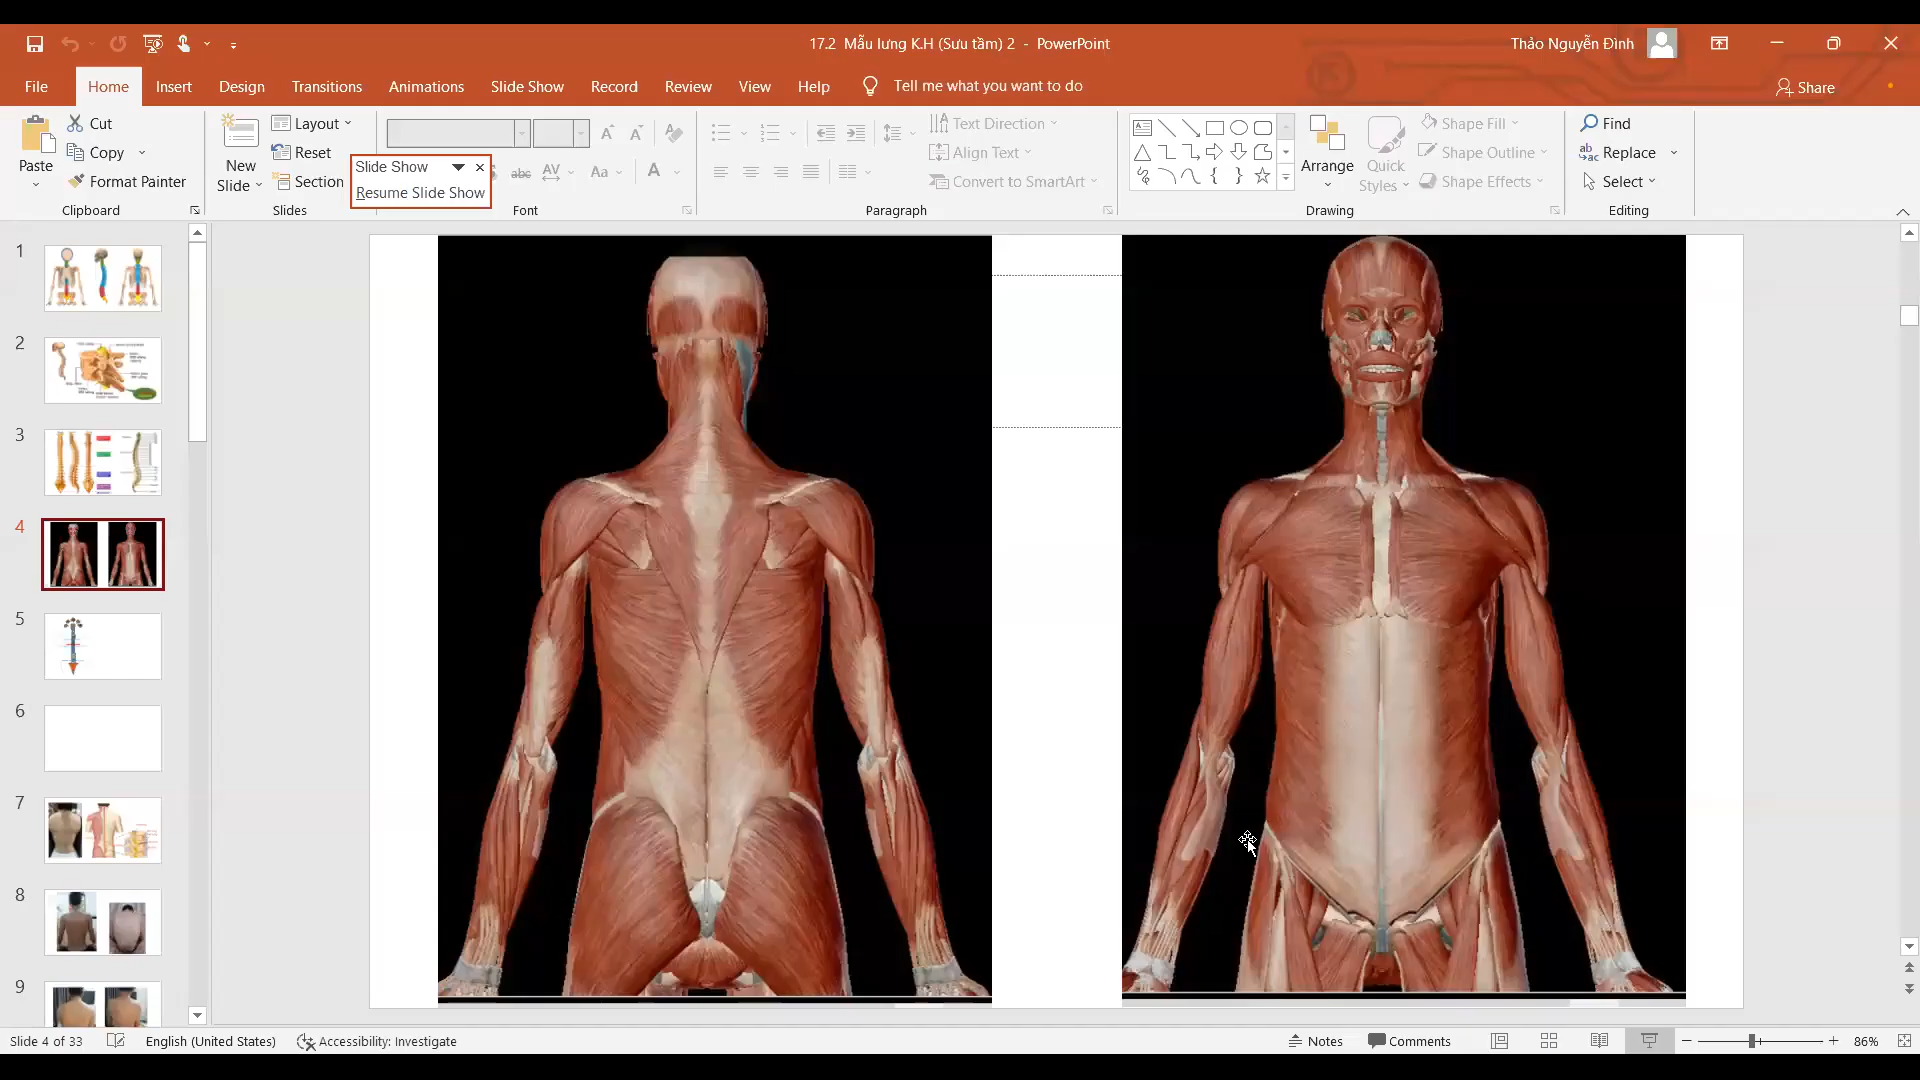 17.2 Mẫu lưng K.H (Sưu tầm) 2 - PowerPoint
Thảo Nguyễn Đình
File Home Insert Design Transitions Animations Slide Show Record Review View Help Tell me what you want to do Share
Paste
Cut
Copy
Format Painter
Clipboard
New Slide
Layout
Reset
Section
Slides
Slide Show
Resume Slide Show
abc AV Aa A
Font
Text Direction
Align Text
Convert to SmartArt
Paragraph
Arrange
Quick Styles
Shape Fill
Shape Outline
Shape Effects
Drawing
Find
Replace
Select
Editing
1
2
3
4
5
6
7
8
9
Slide 4 of 33 English (United States) Accessibility: Investigate Notes Comments 86%